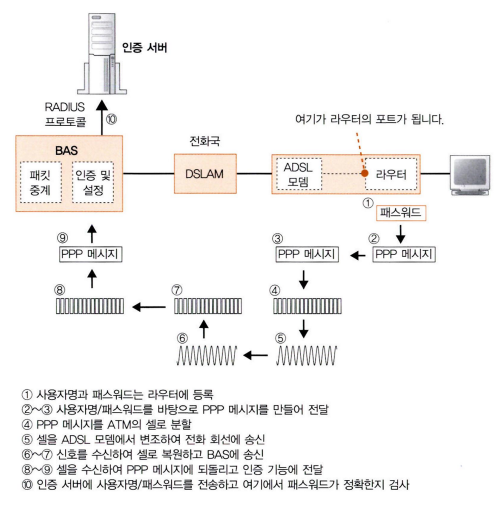 인증 서버
RADIUS
프로토콜
⑩
BAS
패킷
중계
인증 및
설정
전화국
DSLAM
여기가 라우터의 포트가 됩니다.
ADSL
모뎀
라우터
①
패스워드
⑨
PPP 메시지
③
PPP 메시지
②
PPP 메시지
⑧
⑦
④
⑥
⑤
① 사용자명과 패스워드는 라우터에 등록
②~③ 사용자명/패스워드를 바탕으로 PPP 메시지를 만들어 전달
④ PPP 메시지를 ATM의 셀로 분할
⑤ 셀을 ADSL 모뎀에서 변조하여 전화 회선에 송신
⑥~⑦ 신호를 수신하여 셀로 복원하고 BAS에 송신
⑧~⑨ 셀을 수신하여 PPP 메시지에 되돌리고 인증 기능에 전달
⑩ 인증 서버에 사용자명/패스워드를 전송하고 여기에서 패스워드가 정확한지 검사